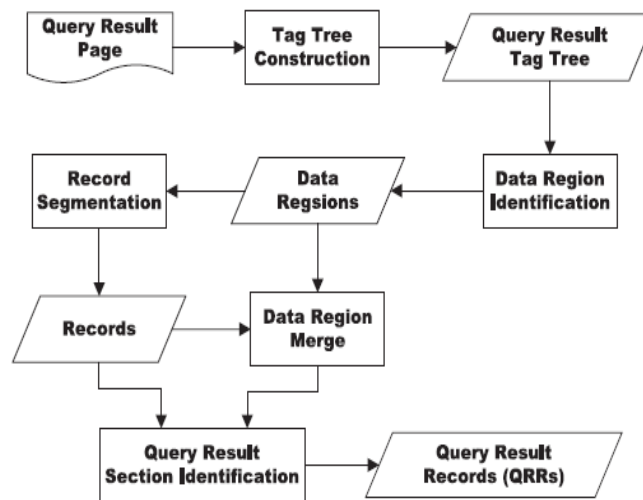 Query Result
Page
Tag Tree
Construction
Query Result
Tag Tree
Record
Segmentation
Data
Regsions
Data Region
Identification
Records
Data Region
Merge
Query Result
Section Identification
Query Result
Records (QRRs)